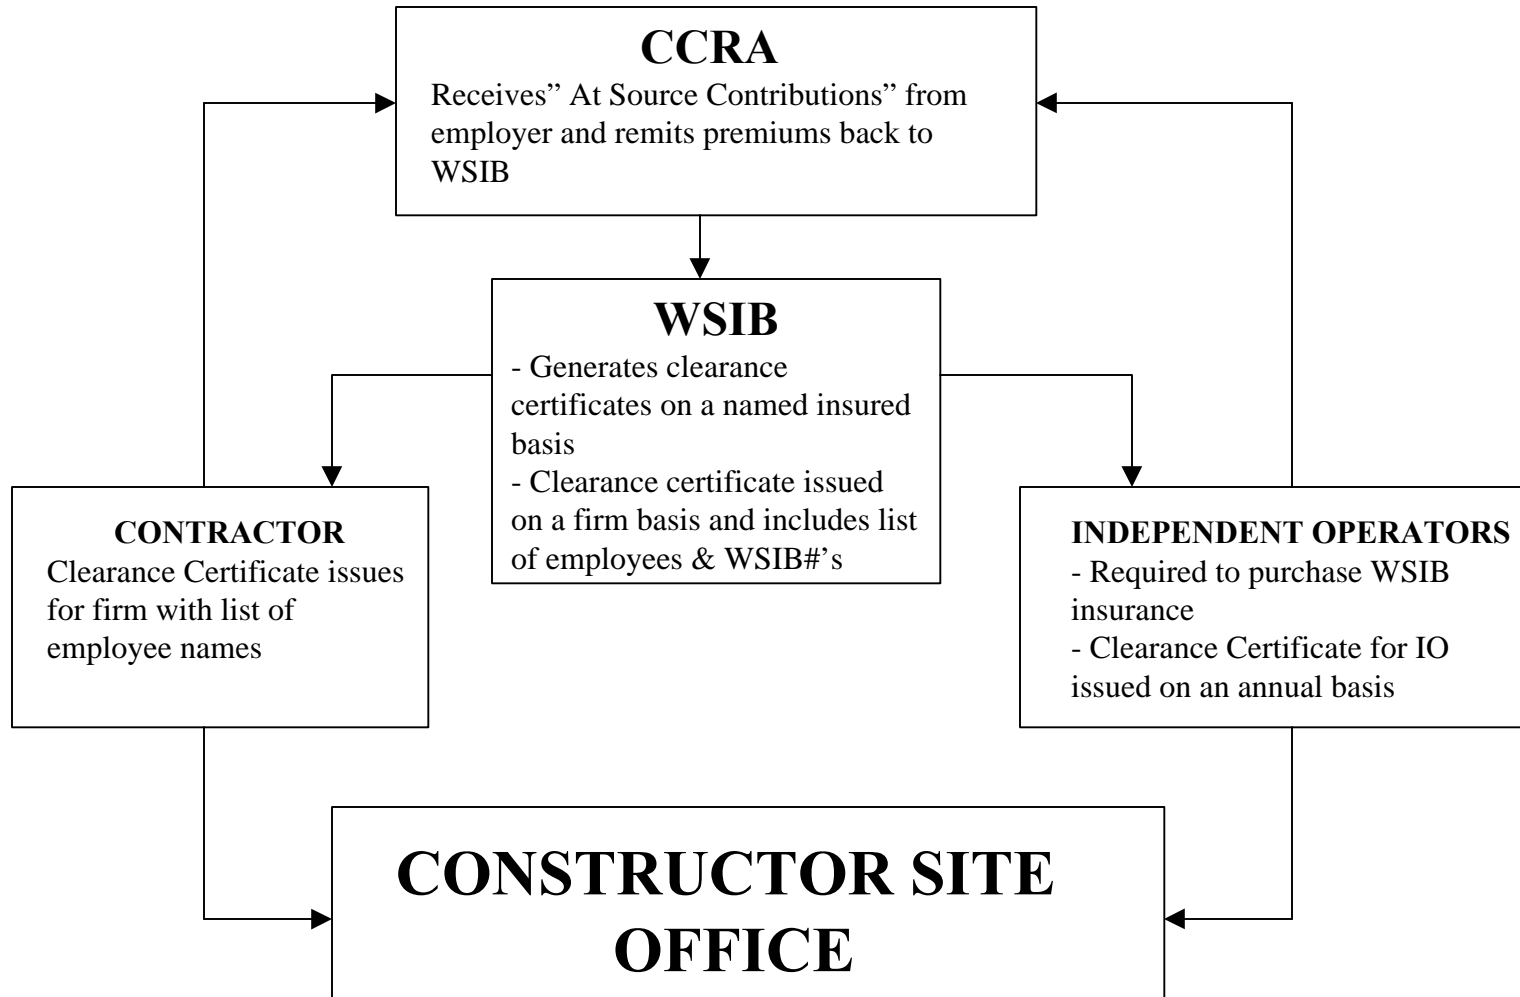 CCRA
Receives” At Source Contributions” from
employer and remits premiums back to
WSIB
WSIB
- Generates clearance
certificates on a named insured
basis
- Clearance certificate issued
on a firm basis and includes list
of employees & WSIB#’s
CONTRACTOR
Clearance Certificate issues
for firm with list of
employee names
INDEPENDENT OPERATORS
- Required to purchase WSIB
insurance
- Clearance Certificate for IO
issued on an annual basis
CONSTRUCTOR SITE
OFFICE